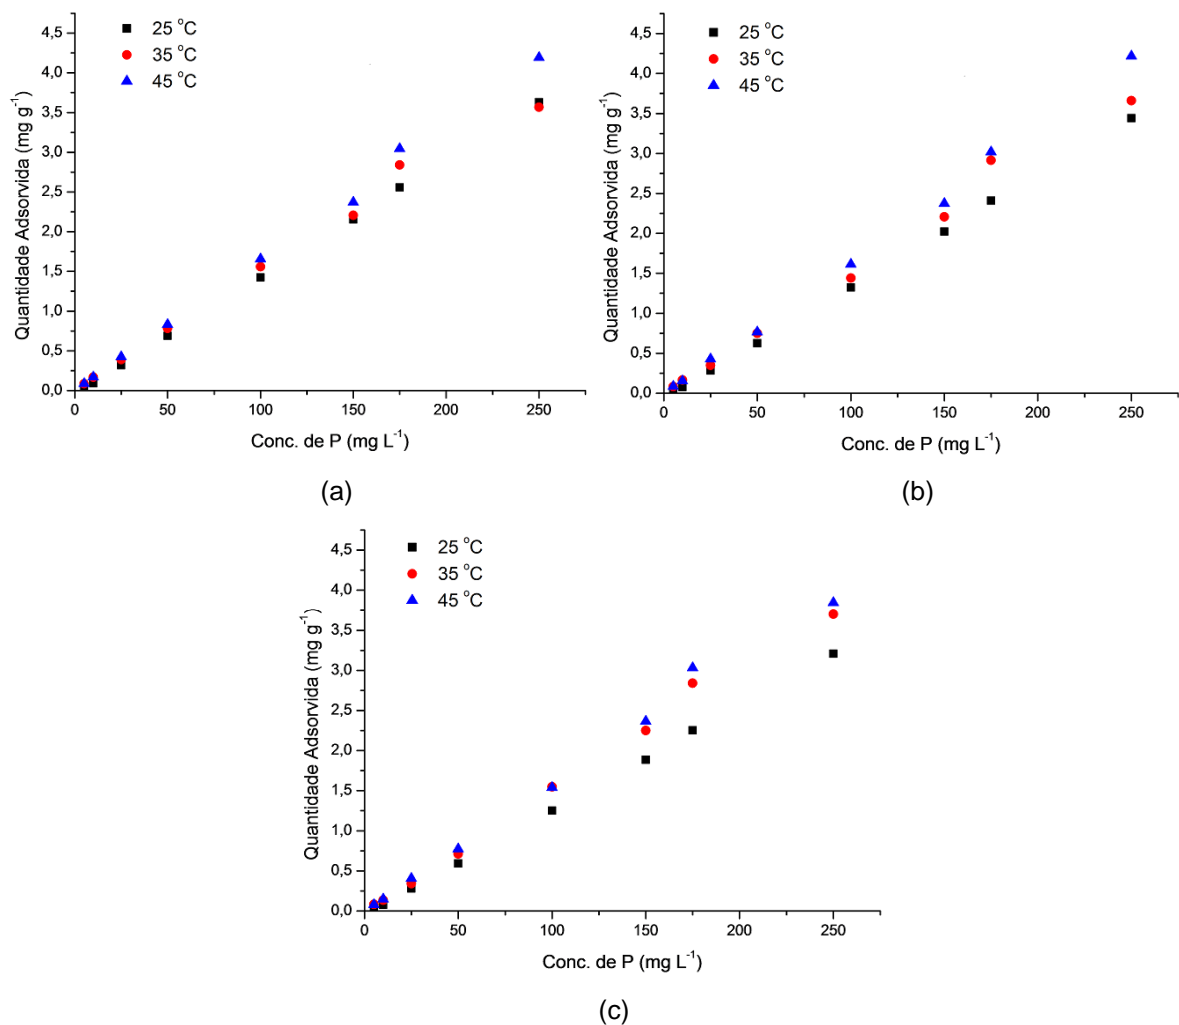 4,5
4,0
3,5
3,0
2,5
2,0
1,5
1,0
0,5
0,0
Quantidade Adsorvida (mg g⁻¹)
25 °C
35 °C
45 °C
0 50 100 150 200 250
Conc. de P (mg L⁻¹)
(a)
4,5
4,0
3,5
3,0
2,5
2,0
1,5
1,0
0,5
0,0
Quantidade Adsorvida (mg g⁻¹)
25 °C
35 °C
45 °C
0 50 100 150 200 250
Conc. de P (mg L⁻¹)
(b)
4,5
4,0
3,5
3,0
2,5
2,0
1,5
1,0
0,5
0,0
Quantidade Adsorvida (mg g⁻¹)
25 °C
35 °C
45 °C
0 50 100 150 200 250
Conc. de P (mg L⁻¹)
(c)